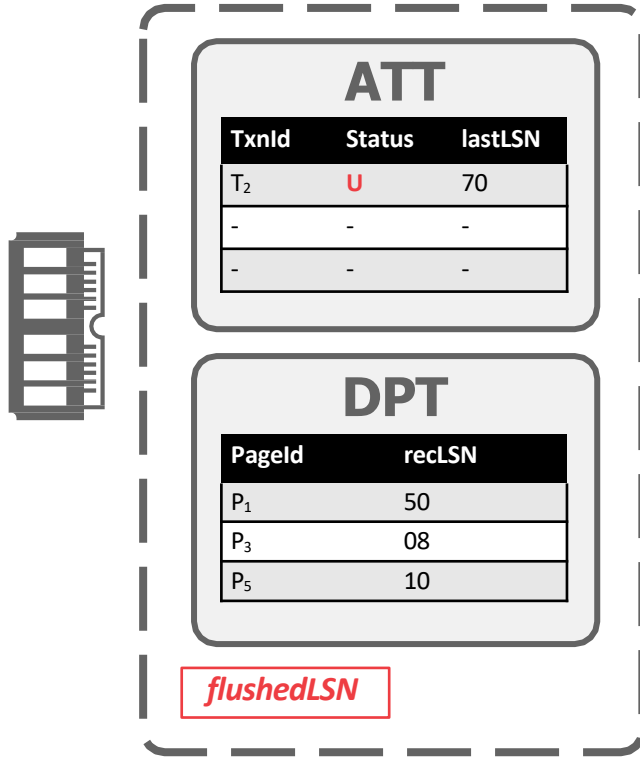 ATT
TxnId Status lastLSN
T₂ U 70
- - -
- - -
DPT
PageId recLSN
P₁ 50
P₃ 08
P₅ 10
flushedLSN